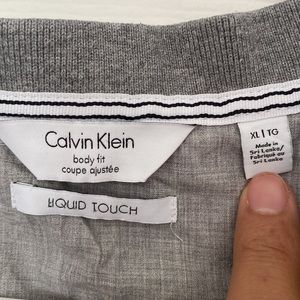 Calvin Klein
body fit
coupe ajustée
LIQUID TOUCH
XL | TG
Made in
Sri Lanka/
Fabriqué au
Sri Lanka